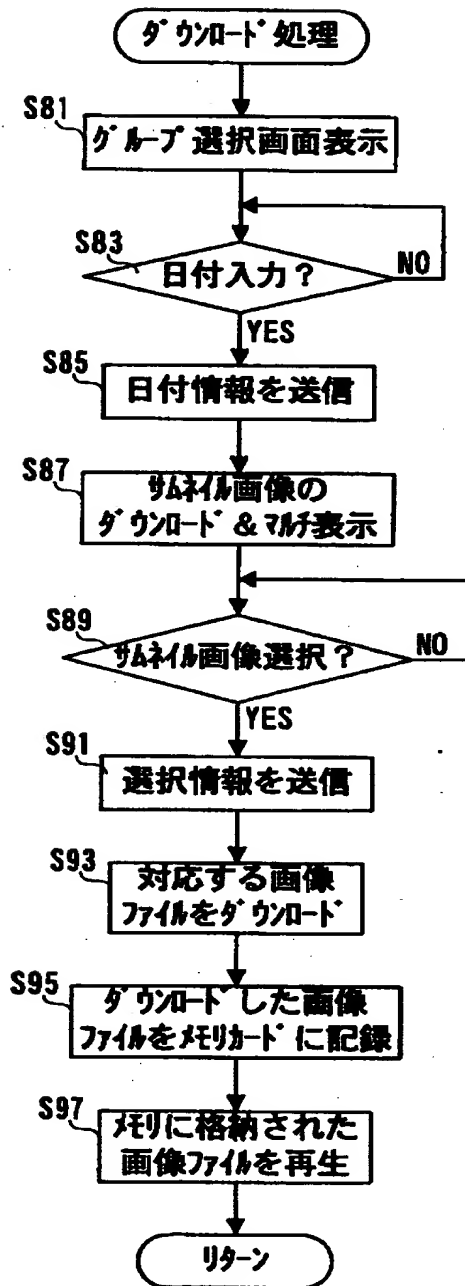 ダウンロード処理
S81
グループ選択画面表示
S83
日付入力？
NO
YES
S85
日付情報を送信
S87
サムネイル画像の
ダウンロード＆マルチ表示
S89
サムネイル画像選択？
NO
YES
S91
選択情報を送信
S93
対応する画像
ファイルをダウンロード
S95
ダウンロードした画像
ファイルをメモリカードに記録
S97
メモリに格納された
画像ファイルを再生
リターン